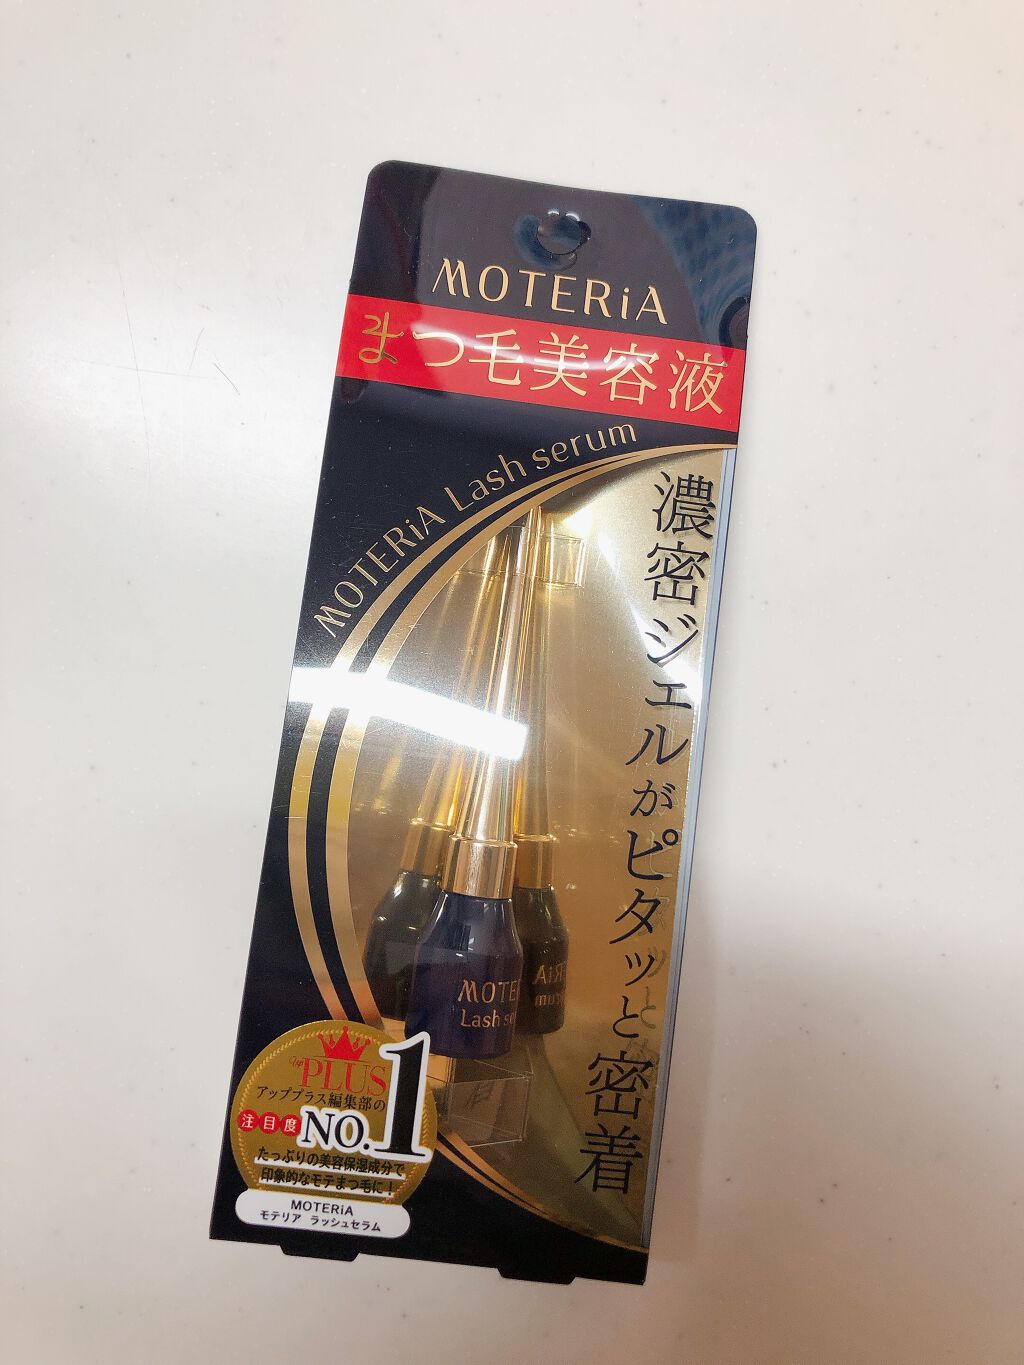 MOTERiA
まつ毛美容液
MOTERiA Lash serum
濃密ジェルがピタッと密着
MOTE
Lash se
Up PLUS
アッププラス編集部の
注目度
NO.1
たっぷりの美容保湿成分で
印象的なモテまつ毛に!
MOTERiA
モテリア ラッシュセラム